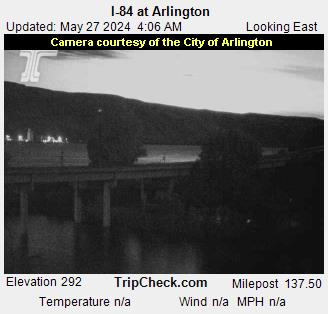 I-84 at Arlington
Updated: May 27 2024 4:06 AM Looking East
Camera courtesy of the City of Arlington
Elevation 292 TripCheck.com Milepost 137.50
Temperature n/a Wind n/a MPH n/a